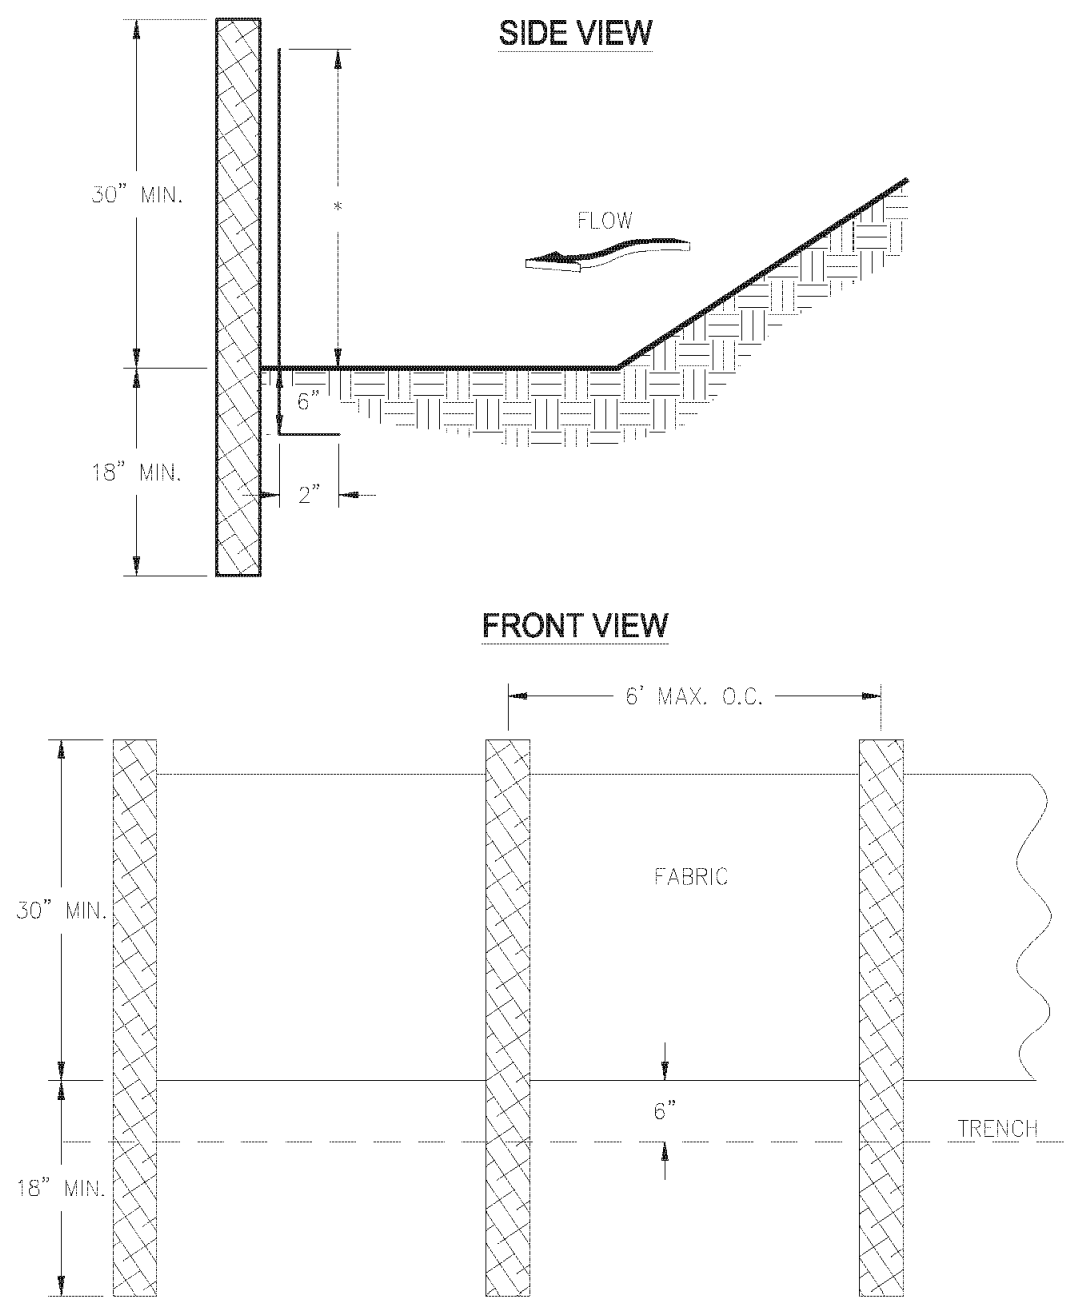 SIDE VIEW
30” MIN.
*
FLOW
6”
18” MIN.
2”
FRONT VIEW
6’ MAX. O.C.
FABRIC
30” MIN.
6”
TRENCH
18” MIN.